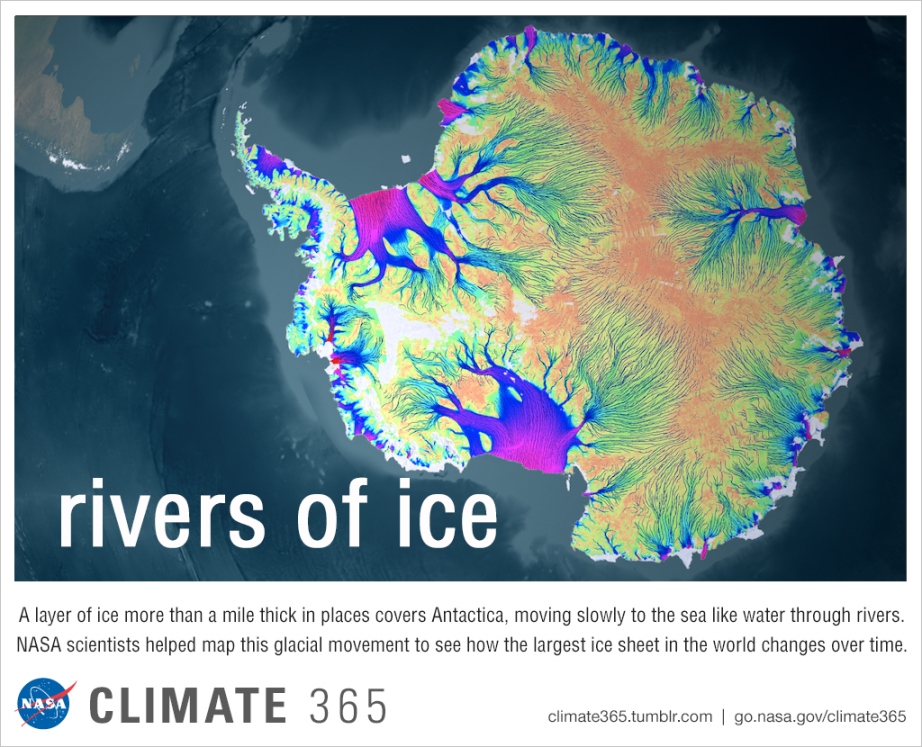 rivers of ice
A layer of ice more than a mile thick in places covers Antactica, moving slowly to the sea like water through rivers.
NASA scientists helped map this glacial movement to see how the largest ice sheet in the world changes over time.
NASA CLIMATE 365
climate365.tumblr.com | go.nasa.gov/climate365